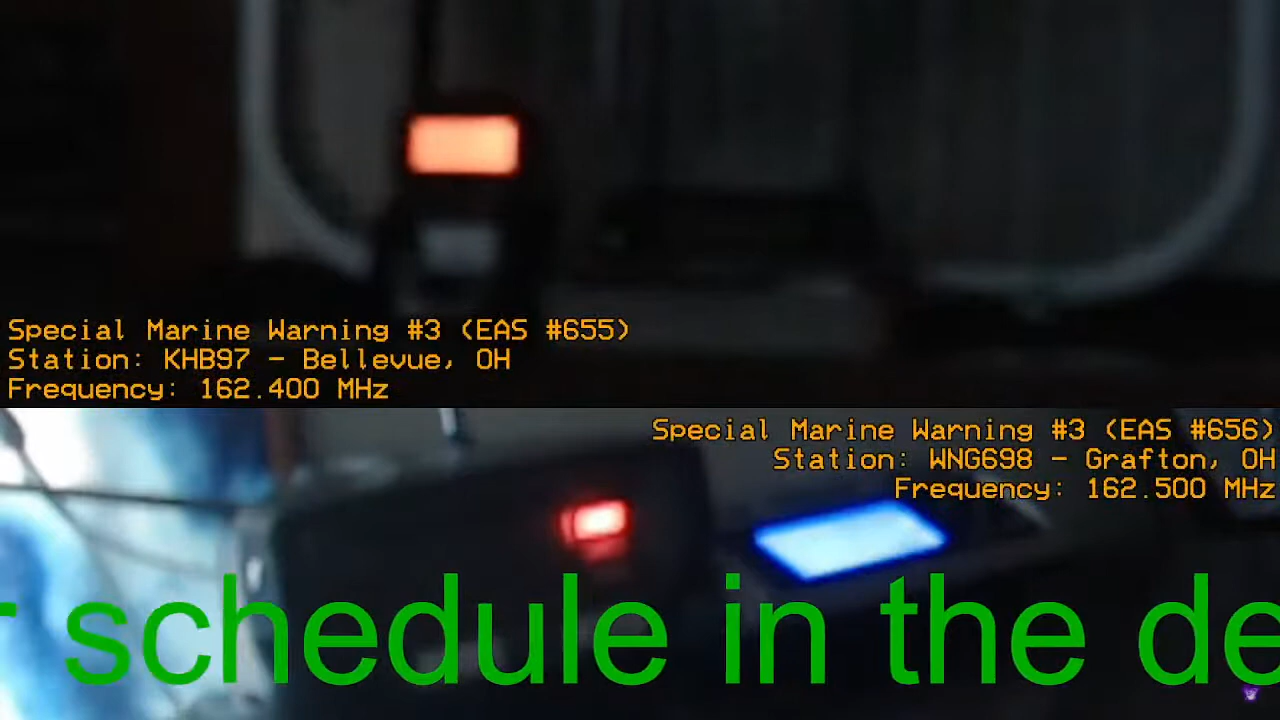 Special Marine Warning #3 (EAS #655)
Station: KHB97 - Bellevue, OH
Frequency: 162.400 MHz
Special Marine Warning #3 (EAS #656)
Station: WNG698 - Grafton, OH
Frequency: 162.500 MHz
r schedule in the de